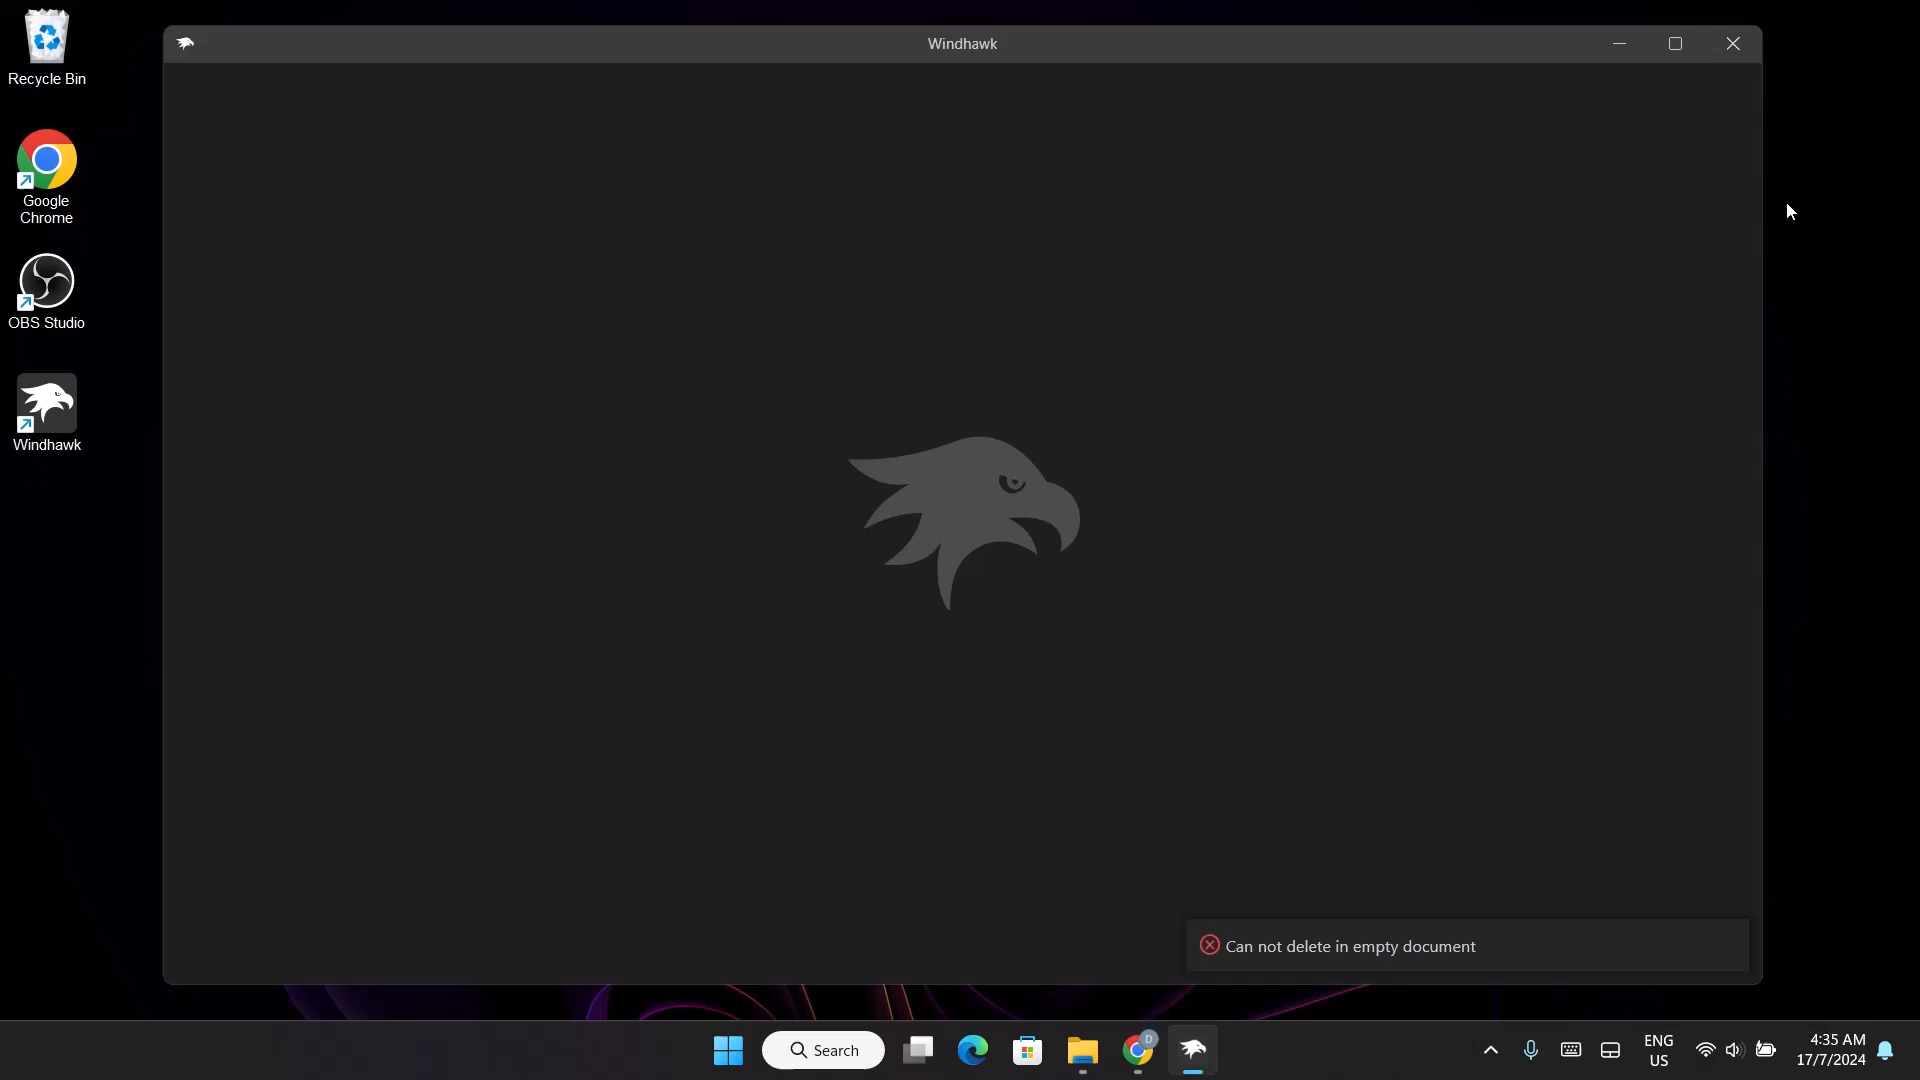 Windhawk
Recycle Bin
Google
Chrome
OBS Studio
Windhawk
Can not delete in empty document
Search
D
ENG
US
4:35 AM
17/7/2024